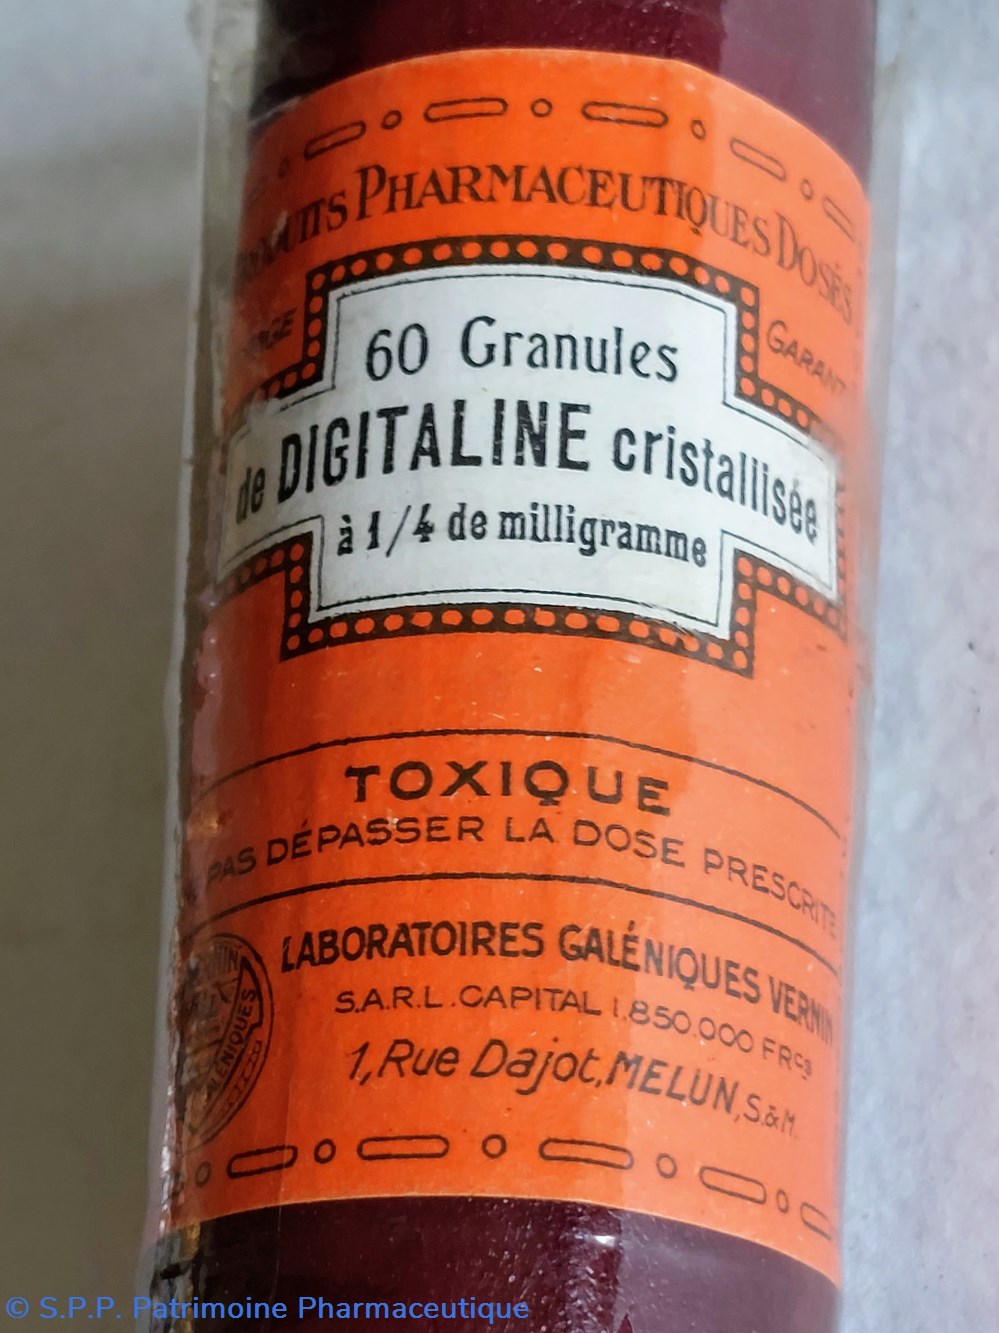 PRODUITS PHARMACEUTIQUES DOSÉS
GARANT
60 Granules
de DIGITALINE cristallisée
à 1/4 de milligramme
TOXIQUE
PAS DÉPASSER LA DOSE PRESCRITE
LABORATOIRES GALÉNIQUES VERNIN
S.A.R.L. CAPITAL 1.850.000 FRCS
1, Rue Dajot, MELUN, S.&M.
© S.P.P. Patrimoine Pharmaceutique